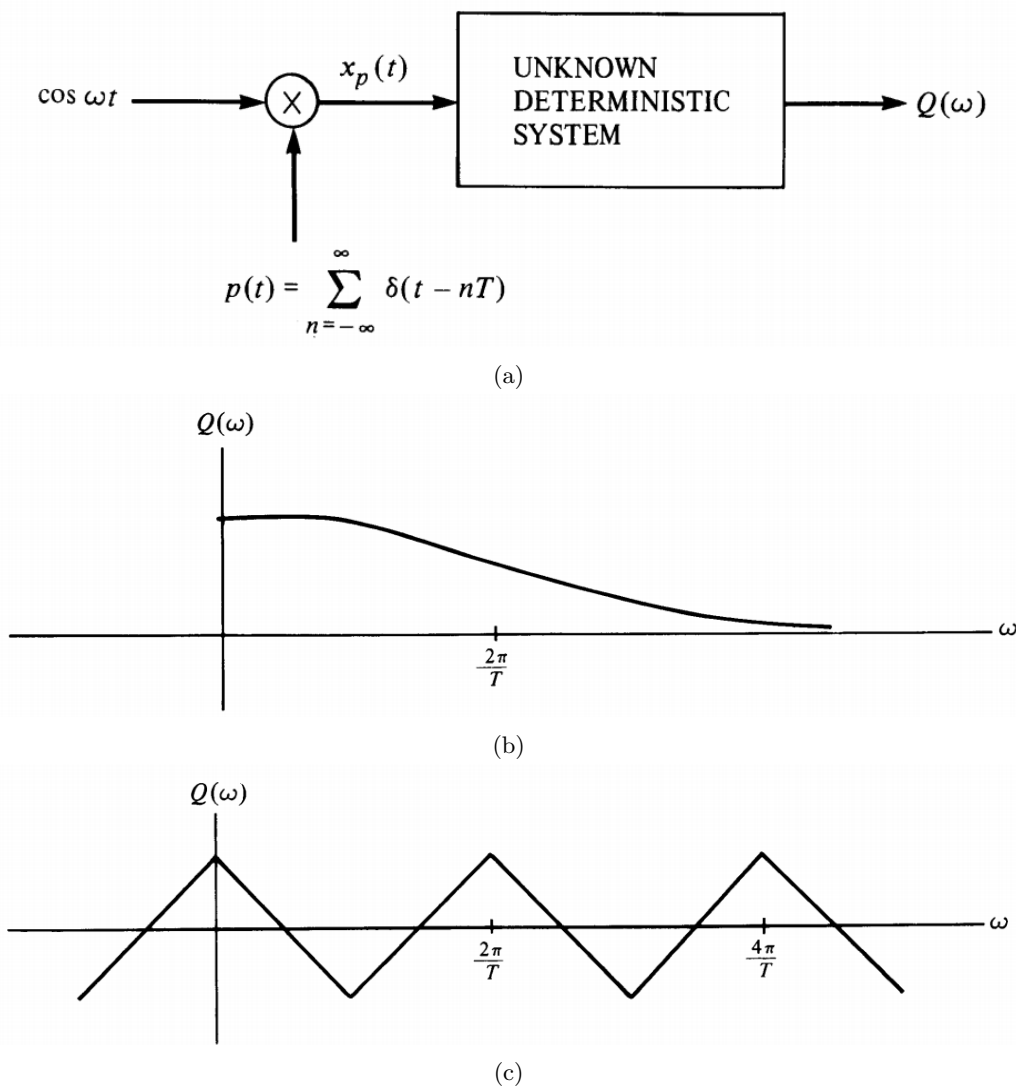 cos ωt
×
x_p(t)
UNKNOWN
DETERMINISTIC
SYSTEM
Q(ω)
p(t) = ∑_{n=-∞}^{∞} δ(t - nT)
(a)
Q(ω)
2π/T
ω
(b)
Q(ω)
2π/T
4π/T
ω
(c)